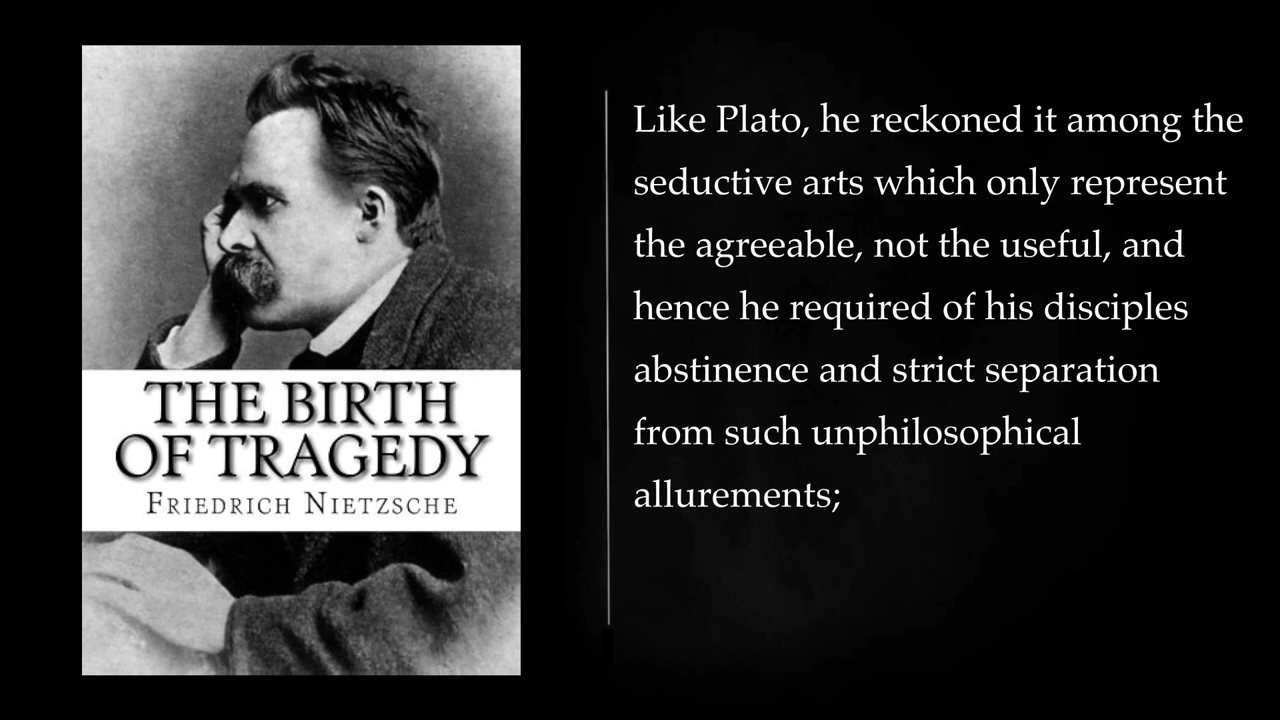 THE BIRTH
OF TRAGEDY
FRIEDRICH NIETZSCHE
Like Plato, he reckoned it among the
seductive arts which only represent
the agreeable, not the useful, and
hence he required of his disciples
abstinence and strict separation
from such unphilosophical
allurements;